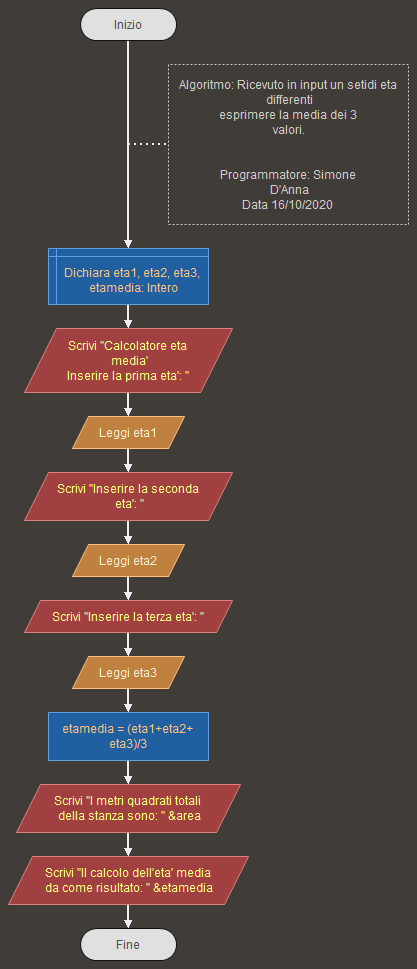 Inizio
Algoritmo: Ricevuto in input un setidi eta
differenti
esprimere la media dei 3
valori.
Programmatore: Simone
D'Anna
Data 16/10/2020
Dichiara eta1, eta2, eta3,
etamedia: Intero
Scrivi "Calcolatore eta
media'
Inserire la prima eta': "
Leggi eta1
Scrivi "Inserire la seconda
eta': "
Leggi eta2
Scrivi "Inserire la terza eta': "
Leggi eta3
etamedia = (eta1+eta2+
eta3)/3
Scrivi "I metri quadrati totali
della stanza sono: " &area
Scrivi "Il calcolo dell'eta' media
da come risultato: " &etamedia
Fine